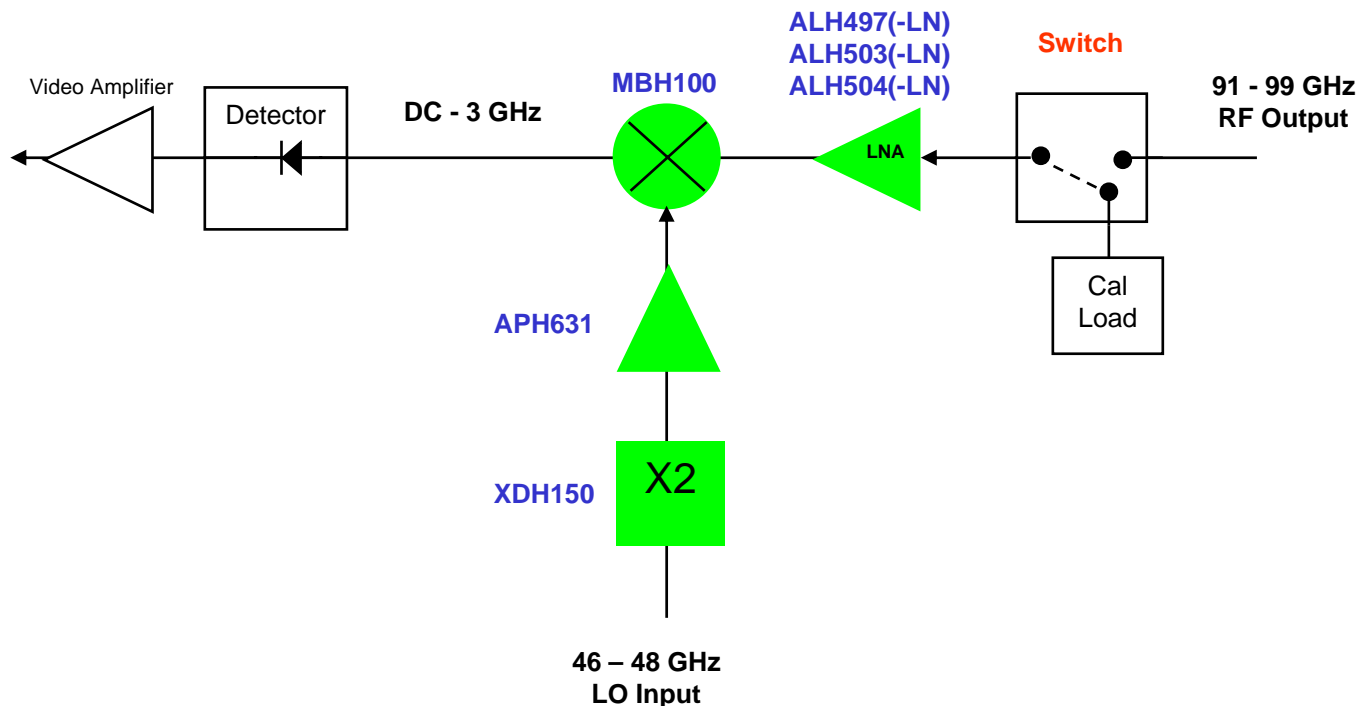 ALH497(-LN)
ALH503(-LN)
ALH504(-LN)
Switch
Video Amplifier
Detector
DC - 3 GHz
MBH100
LNA
91 - 99 GHz
RF Output
Cal
Load
APH631
XDH150
X2
46 – 48 GHz
LO Input